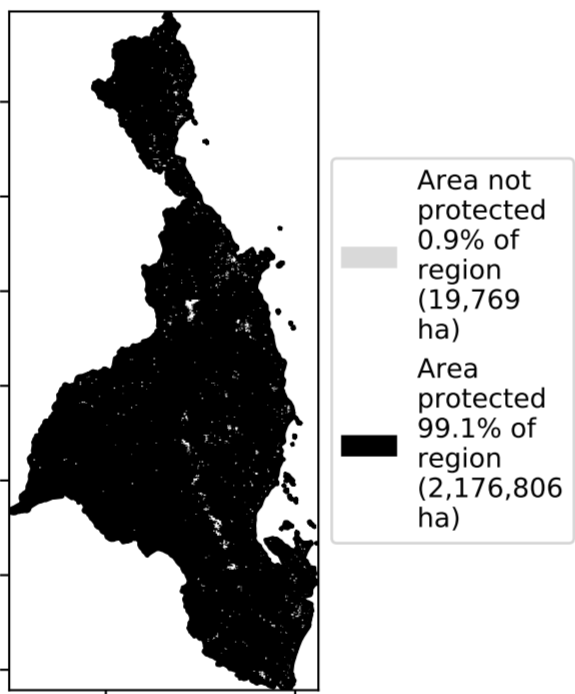 Area not
protected
0.9% of
region
(19,769
ha)
Area
protected
99.1% of
region
(2,176,806
ha)